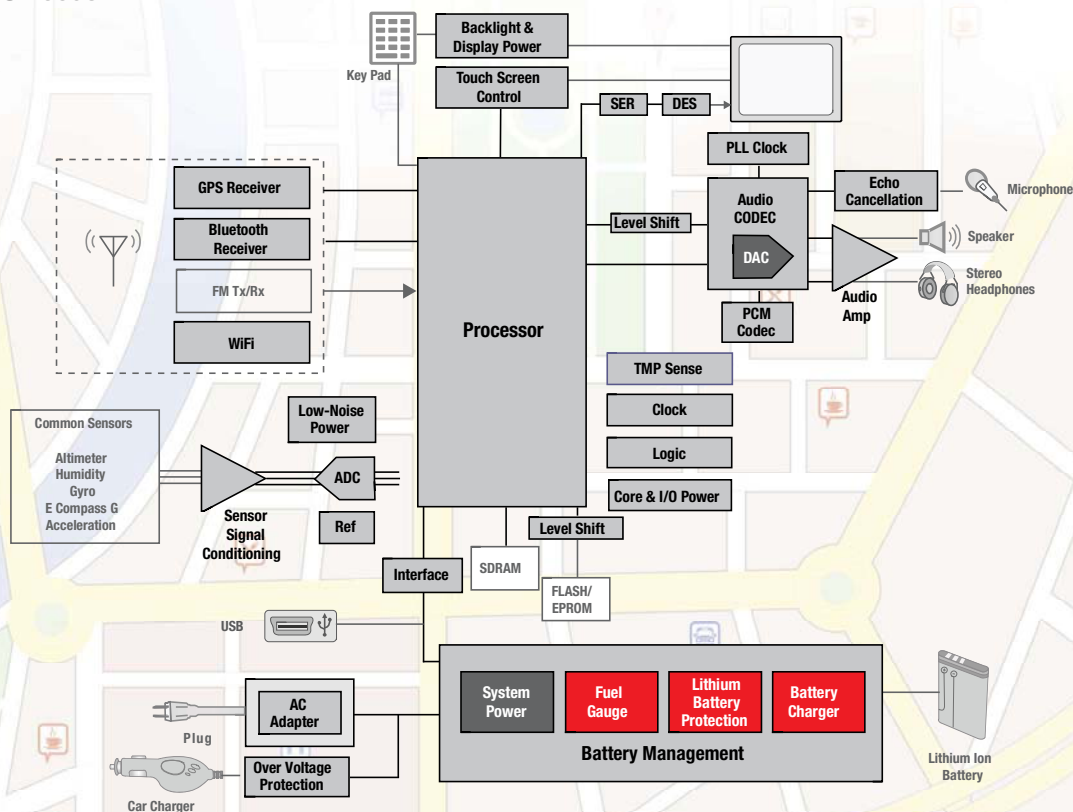 Backlight &
Display Power
Key Pad
Touch Screen
Control
SER
DES
PLL Clock
GPS Receiver
Bluetooth
Receiver
FM Tx/Rx
WiFi
Processor
Level Shift
Audio
CODEC
DAC
Echo
Cancellation
Microphone
Speaker
Stereo
Headphones
Audio
Amp
PCM
Codec
TMP Sense
Clock
Logic
Core & I/O Power
Common Sensors
Altimeter
Humidity
Gyro
E Compass G
Acceleration
Low-Noise
Power
ADC
Ref
Sensor
Signal
Conditioning
Level Shift
Interface
SDRAM
FLASH/
EPROM
USB
System
Power
Fuel
Gauge
Lithium
Battery
Protection
Battery
Charger
Battery Management
AC
Adapter
Plug
Over Voltage
Protection
Car Charger
Lithium Ion
Battery